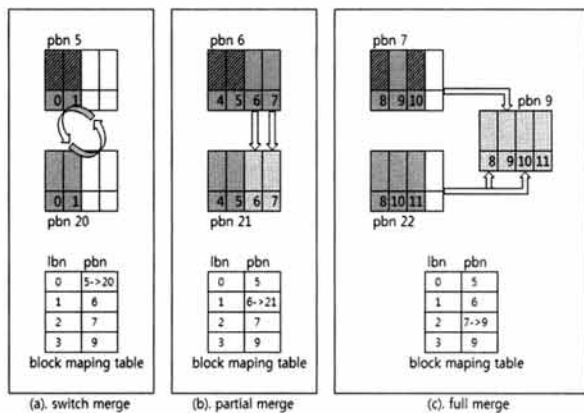 pbn 5
0 1
0 1
pbn 20
lbn pbn
0 5->20
1 6
2 7
3 9
block maping table
(a). switch merge
pbn 6
4 5 6 7
4 5 6 7
pbn 21
lbn pbn
0 5
1 6->21
2 7
3 9
block maping table
(b). partial merge
pbn 7
8 9 10
pbn 9
8 9 10 11
8 10 11
pbn 22
lbn pbn
0 5
1 6
2 7->9
3 9
block maping table
(c). full merge